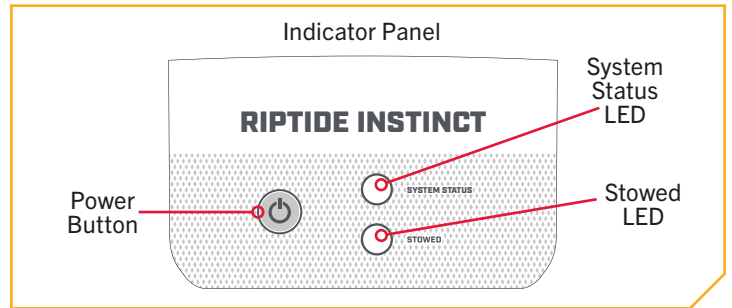 Indicator Panel
System
Status
LED
RIPTIDE INSTINCT
SYSTEM STATUS
Power
Button
Stowed
LED
STOWED